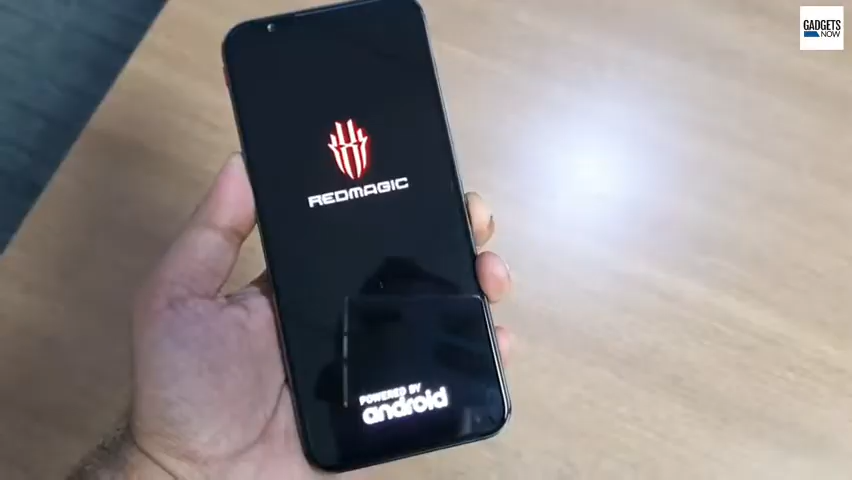 GADGETS
NOW
REDMAGIC
POWERED BY
android